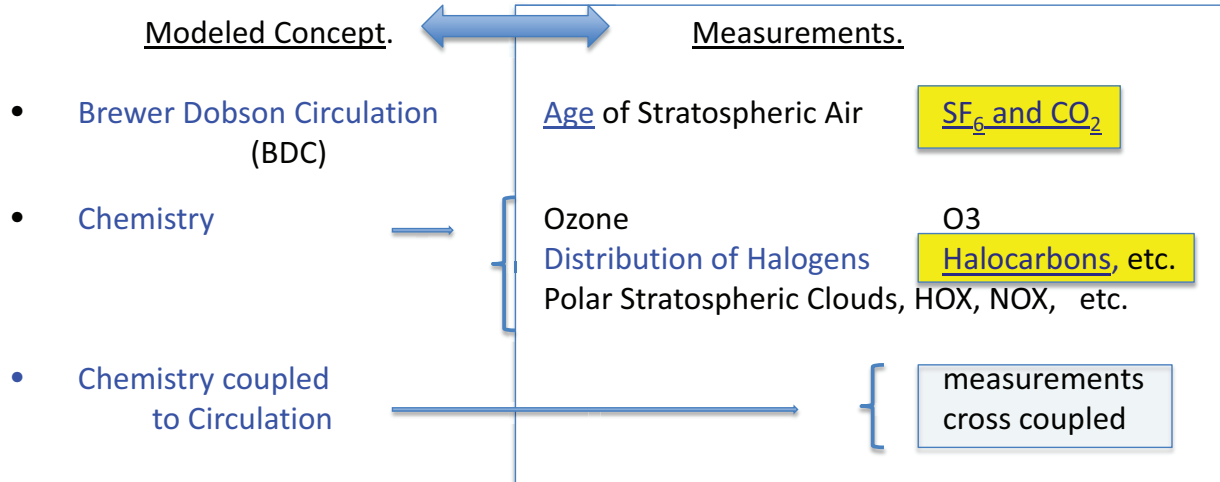 Modeled Concept. Measurements.
• Brewer Dobson Circulation Age of Stratospheric Air SF₆ and CO₂
(BDC)
• Chemistry Ozone O3
Distribution of Halogens Halocarbons, etc.
Polar Stratospheric Clouds, HOX, NOX, etc.
• Chemistry coupled measurements
to Circulation cross coupled